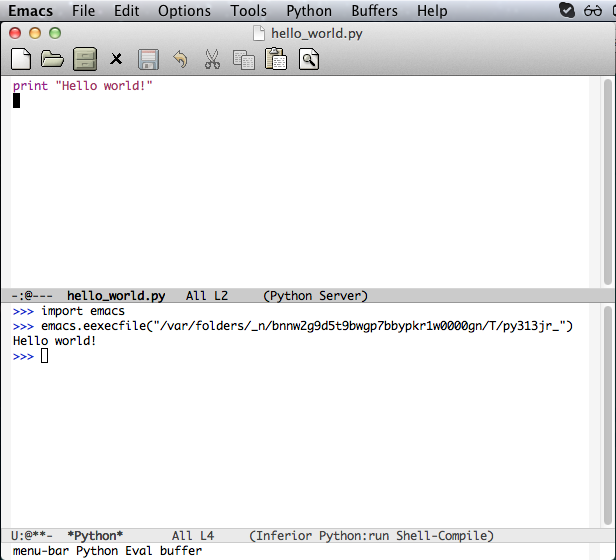 Emacs File Edit Options Tools Python Buffers Help
hello_world.py
print "Hello world!"
-:@--- hello_world.py All L2 (Python Server)
>>> import emacs
>>> emacs.eexecfile("/var/folders/_n/bnnw2g9d5t9bwgp7bbypkr1w0000gn/T/py313jr_")
Hello world!
>>>
U:@**- *Python* All L4 (Inferior Python:run Shell-Compile)
menu-bar Python Eval buffer